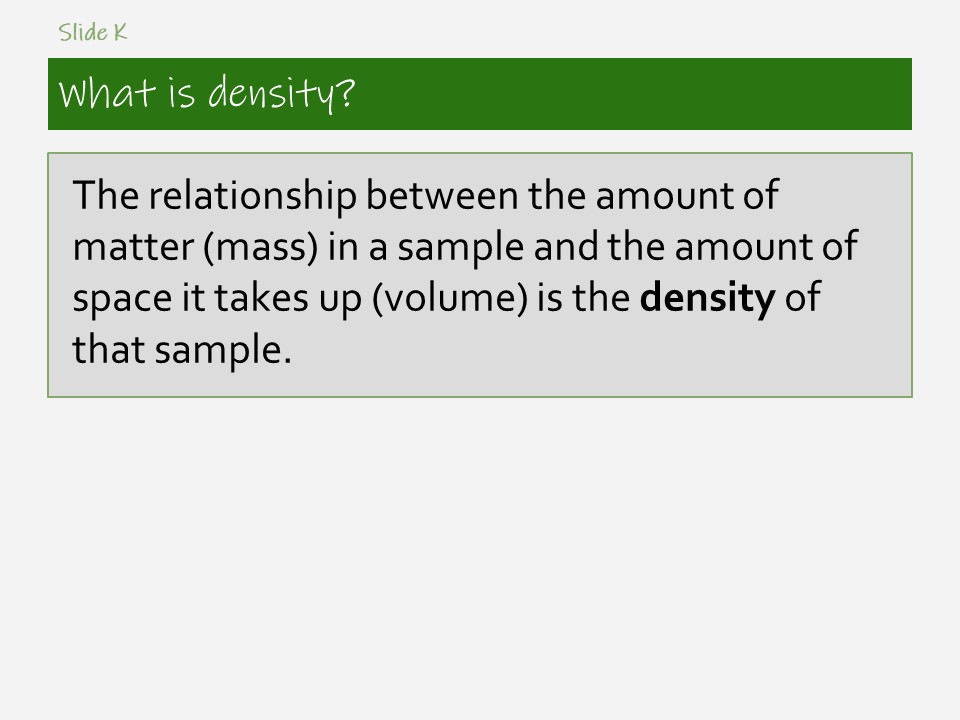 Slide K
What is density?
The relationship between the amount of
matter (mass) in a sample and the amount of
space it takes up (volume) is the density of
that sample.